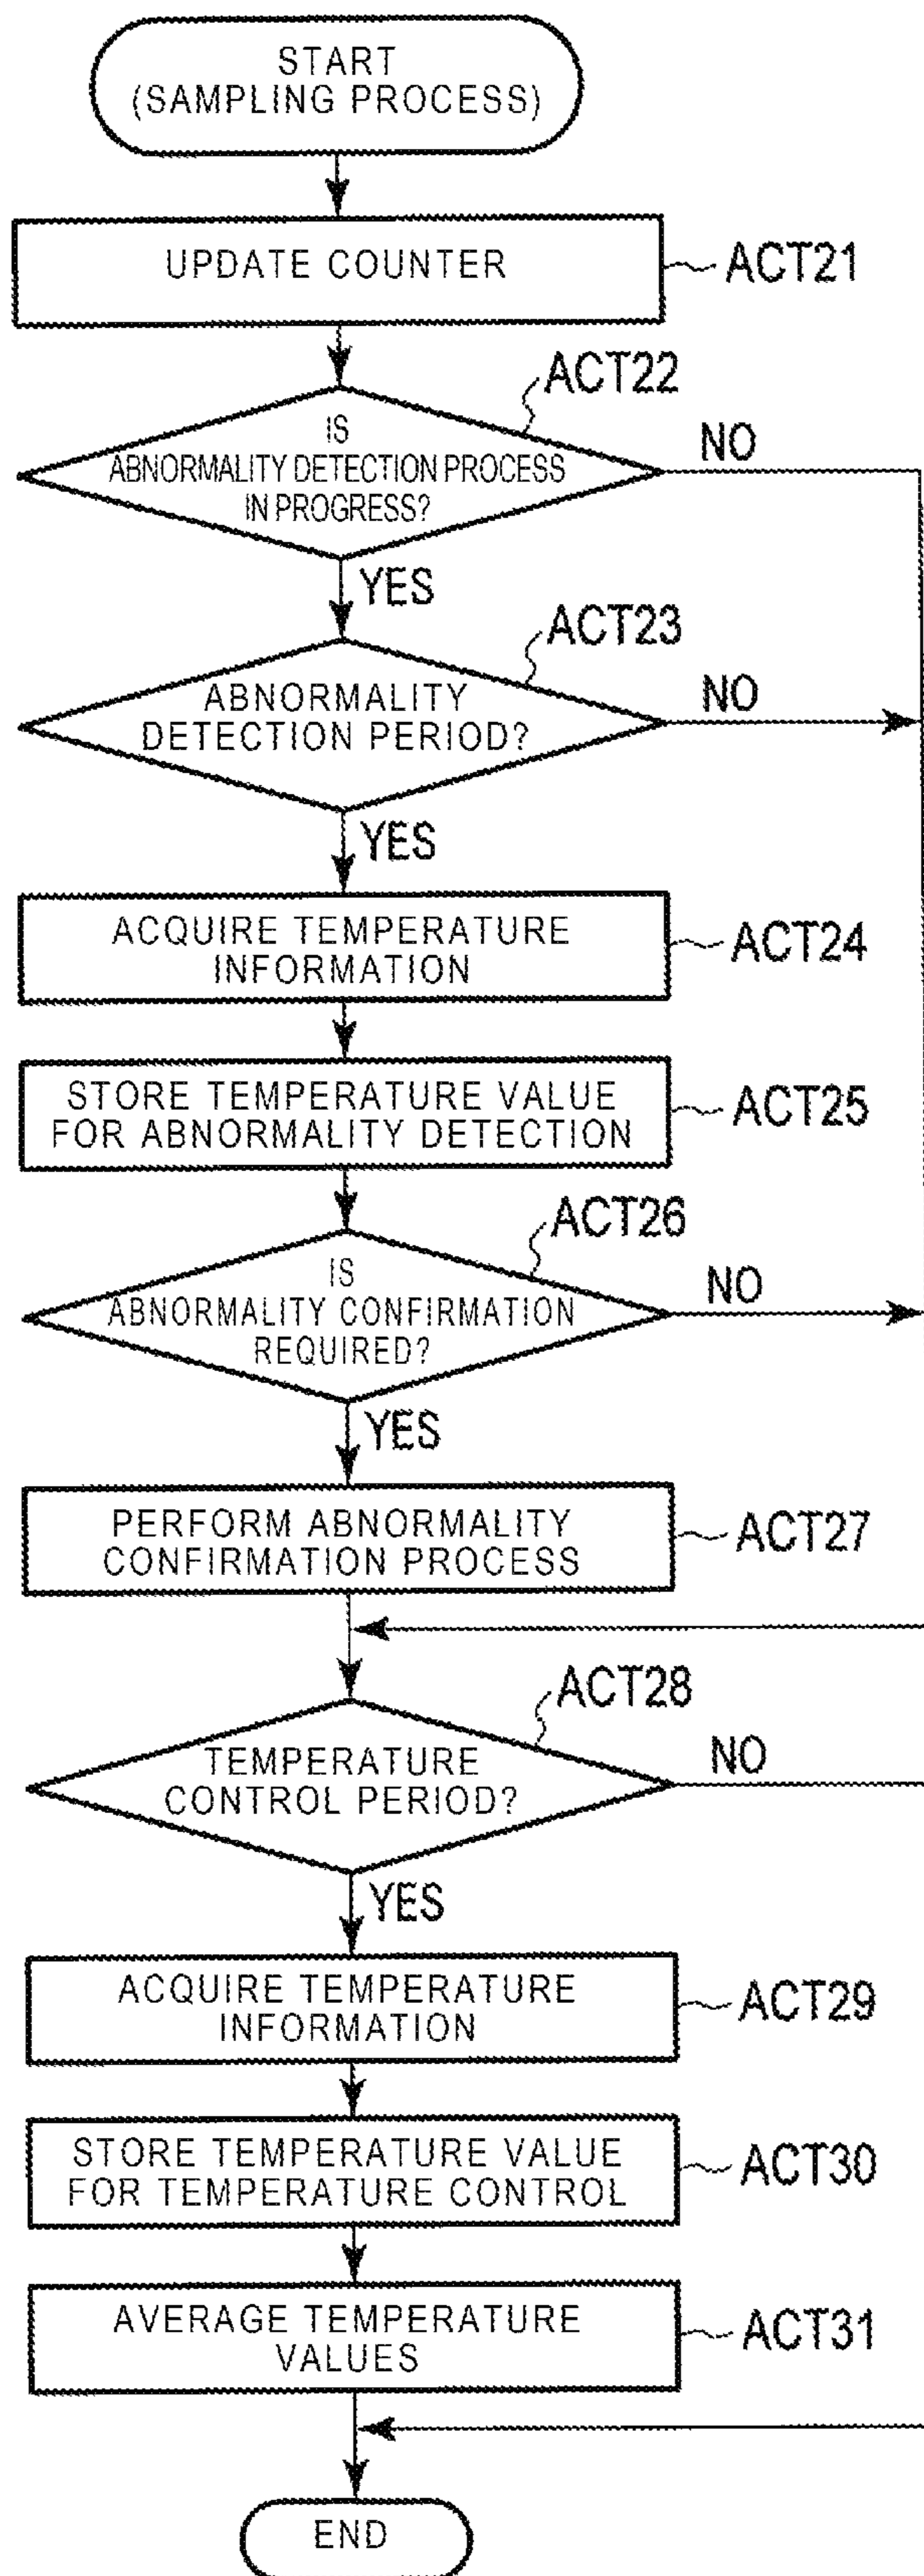 START
(SAMPLING PROCESS)
UPDATE COUNTER
ACT21
ACT22
IS
ABNORMALITY DETECTION PROCESS
IN PROGRESS?
NO
YES
ACT23
ABNORMALITY
DETECTION PERIOD?
NO
YES
ACQUIRE TEMPERATURE
INFORMATION
ACT24
STORE TEMPERATURE VALUE
FOR ABNORMALITY DETECTION
ACT25
ACT26
IS
ABNORMALITY CONFIRMATION
REQUIRED?
NO
YES
PERFORM ABNORMALITY
CONFIRMATION PROCESS
ACT27
ACT28
TEMPERATURE
CONTROL PERIOD?
NO
YES
ACQUIRE TEMPERATURE
INFORMATION
ACT29
STORE TEMPERATURE VALUE
FOR TEMPERATURE CONTROL
ACT30
AVERAGE TEMPERATURE
VALUES
ACT31
END